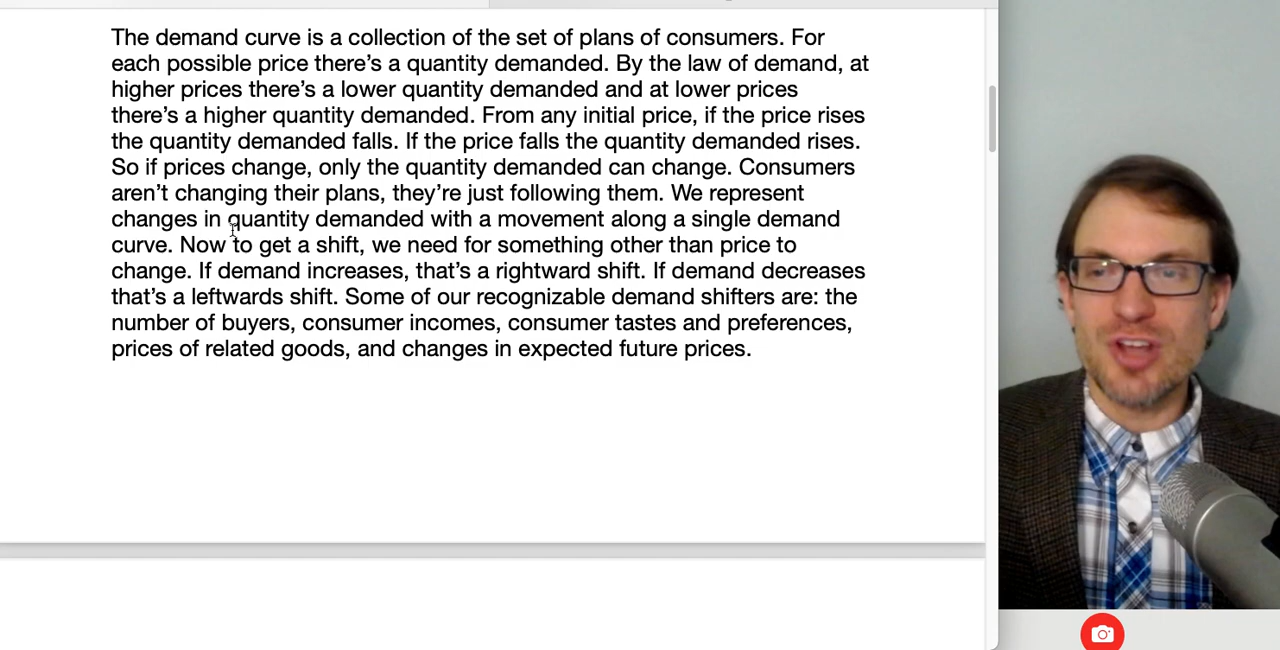 The demand curve is a collection of the set of plans of consumers. For
each possible price there’s a quantity demanded. By the law of demand, at
higher prices there’s a lower quantity demanded and at lower prices
there’s a higher quantity demanded. From any initial price, if the price rises
the quantity demanded falls. If the price falls the quantity demanded rises.
So if prices change, only the quantity demanded can change. Consumers
aren’t changing their plans, they’re just following them. We represent
changes in quantity demanded with a movement along a single demand
curve. Now to get a shift, we need for something other than price to
change. If demand increases, that’s a rightward shift. If demand decreases
that’s a leftwards shift. Some of our recognizable demand shifters are: the
number of buyers, consumer incomes, consumer tastes and preferences,
prices of related goods, and changes in expected future prices.